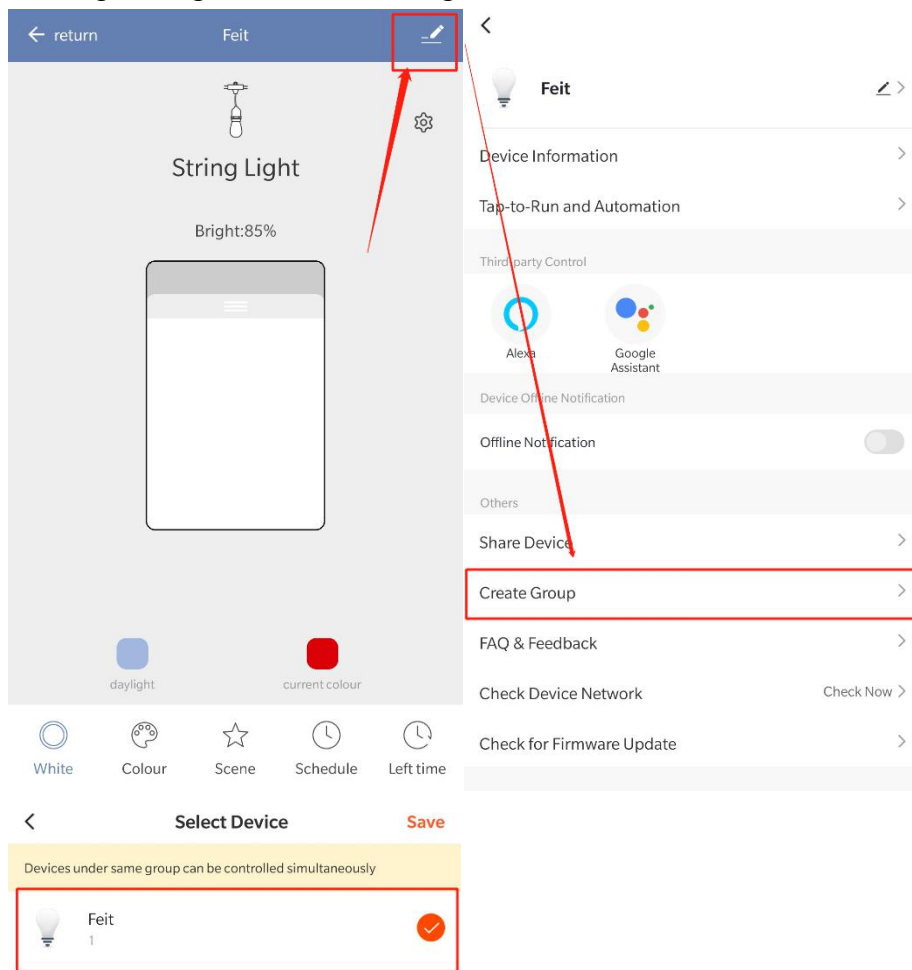 return
Feit
String Light
Bright:85%
daylight
current colour
White
Colour
Scene
Schedule
Left time
Feit
Device Information
Tap-to-Run and Automation
Third-party Control
Alexa
Google
Assistant
Device Offline Notification
Offline Notification
Others
Share Device
Create Group
FAQ & Feedback
Check Device Network
Check Now
Check for Firmware Update
Select Device
Save
Devices under same group can be controlled simultaneously
Feit
1